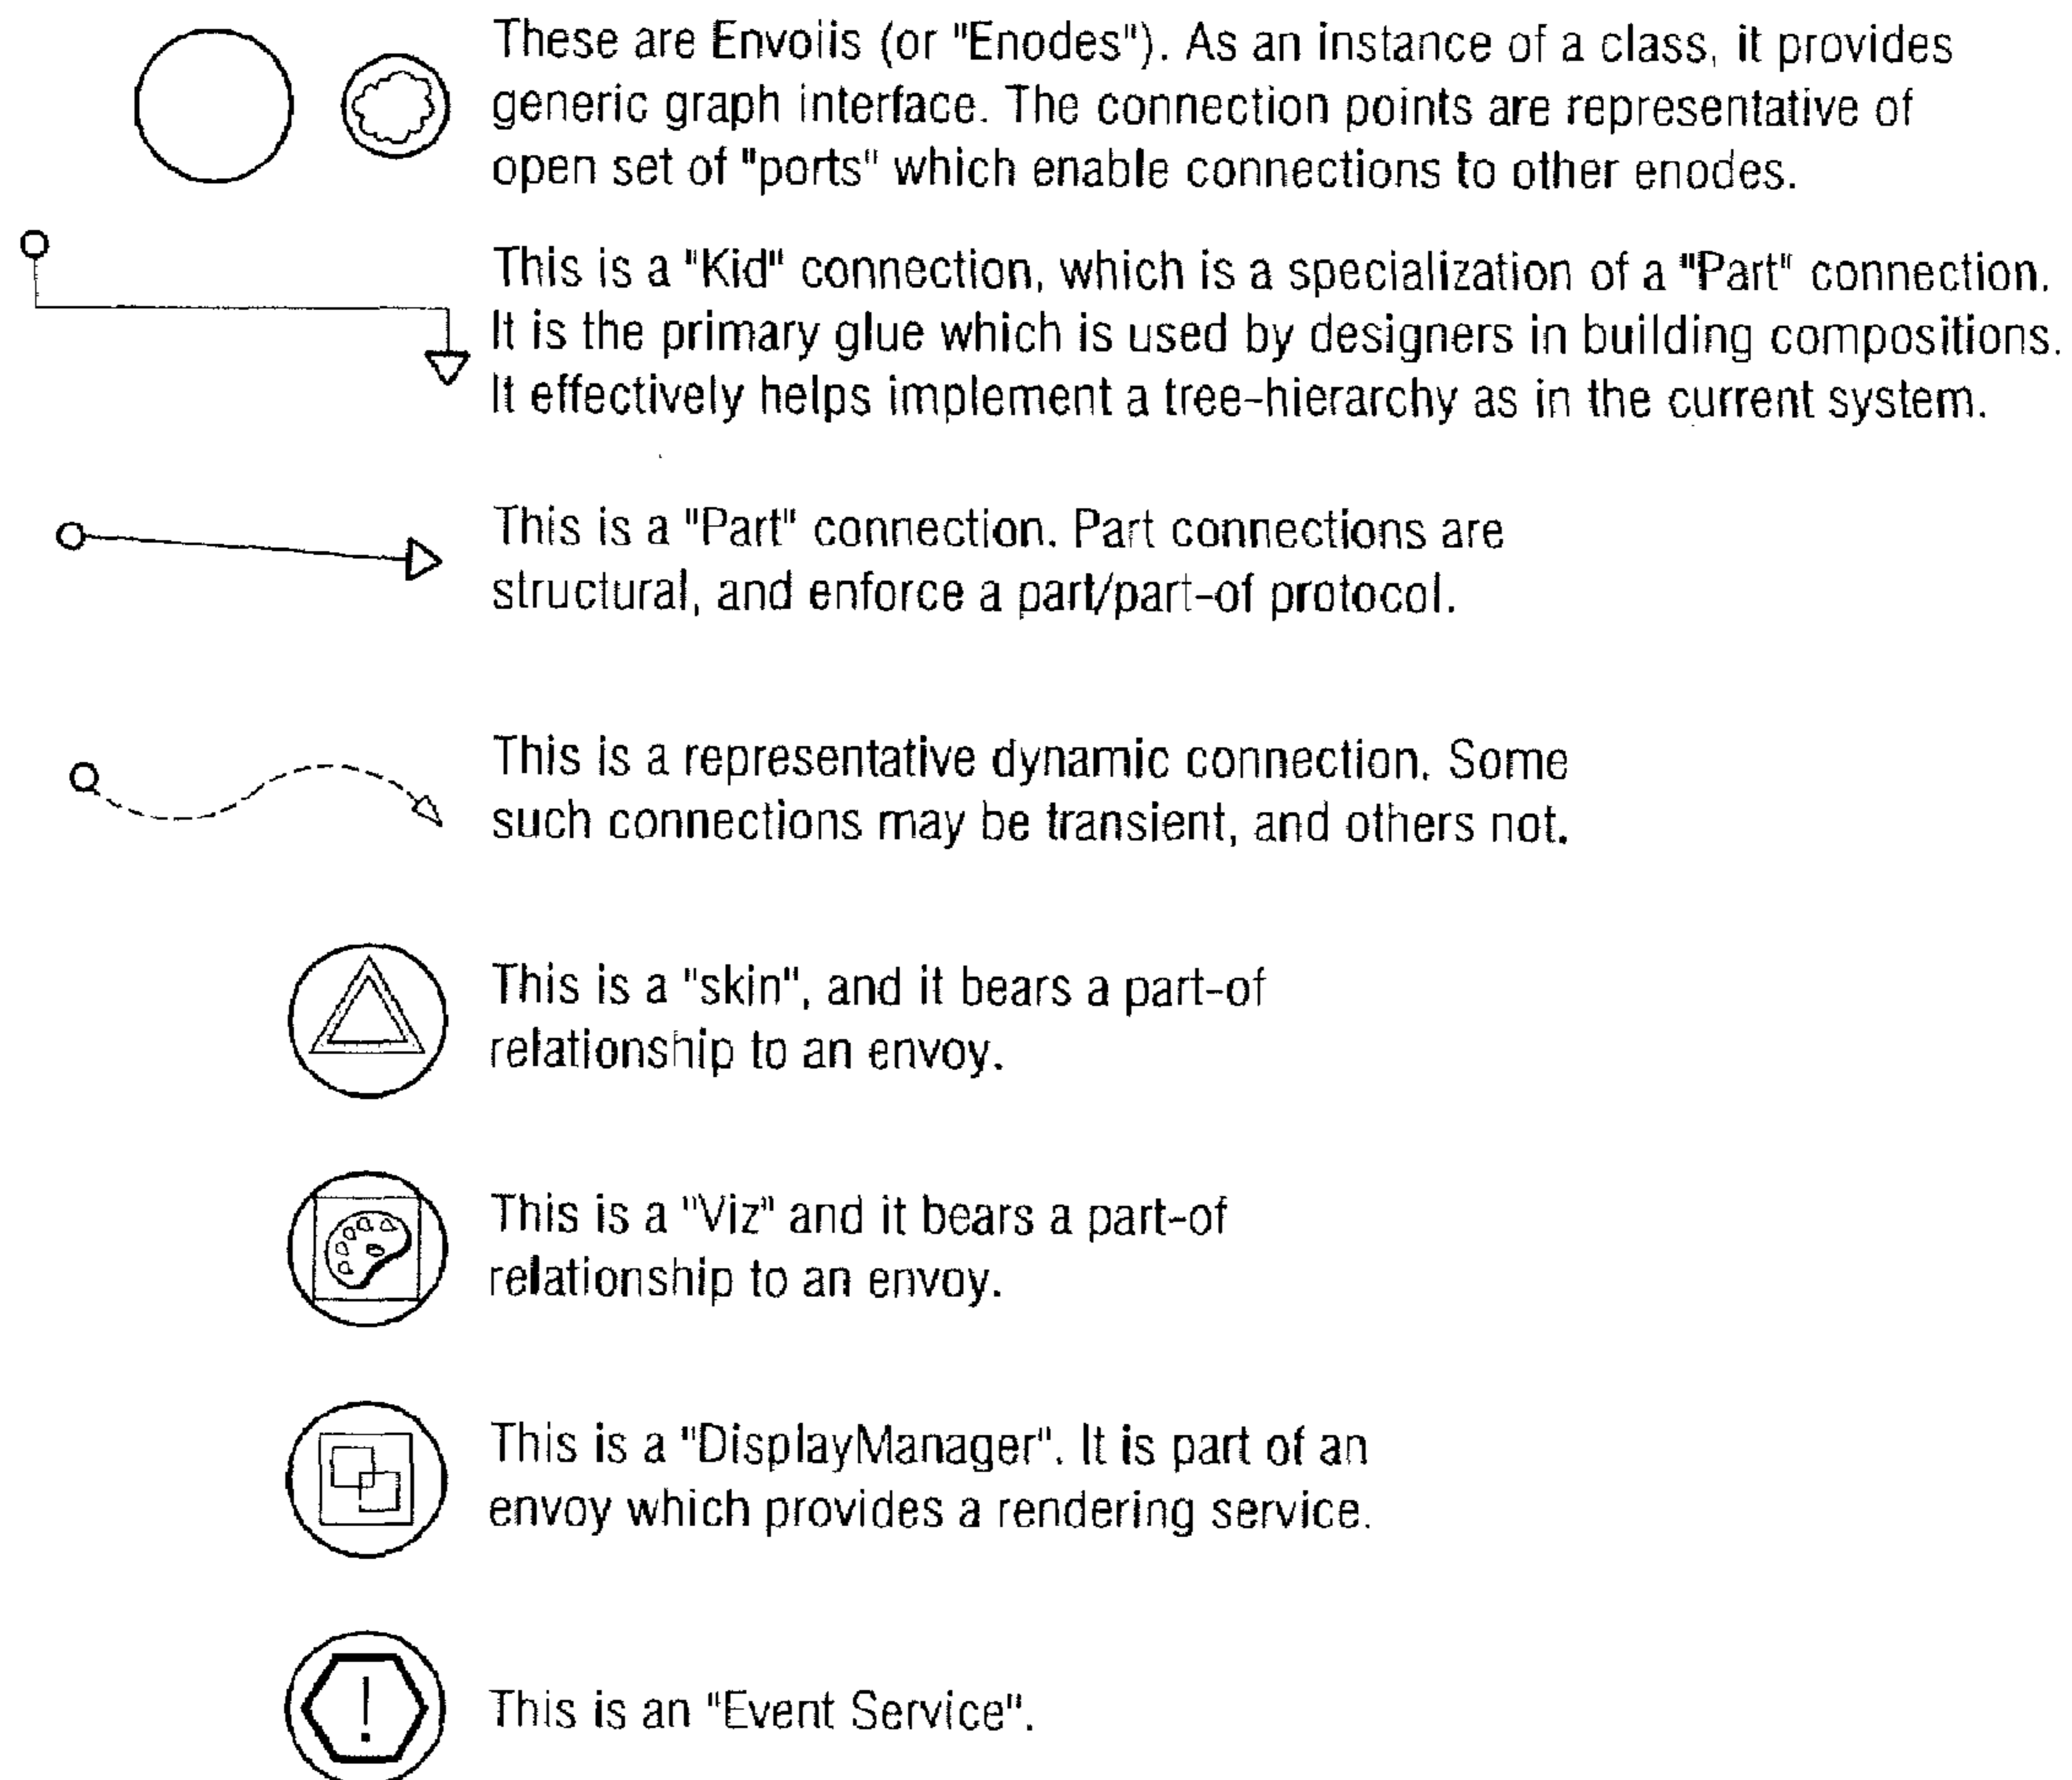 These are Envoiis (or "Enodes"). As an instance of a class, it provides
generic graph interface. The connection points are representative of
open set of "ports" which enable connections to other enodes.
This is a "Kid" connection, which is a specialization of a "Part" connection.
It is the primary glue which is used by designers in building compositions.
It effectively helps implement a tree-hierarchy as in the current system.
This is a "Part" connection. Part connections are
structural, and enforce a part/part-of protocol.
This is a representative dynamic connection. Some
such connections may be transient, and others not.
This is a "skin", and it bears a part-of
relationship to an envoy.
This is a "Viz" and it bears a part-of
relationship to an envoy.
This is a "DisplayManager". It is part of an
envoy which provides a rendering service.
!
This is an "Event Service".